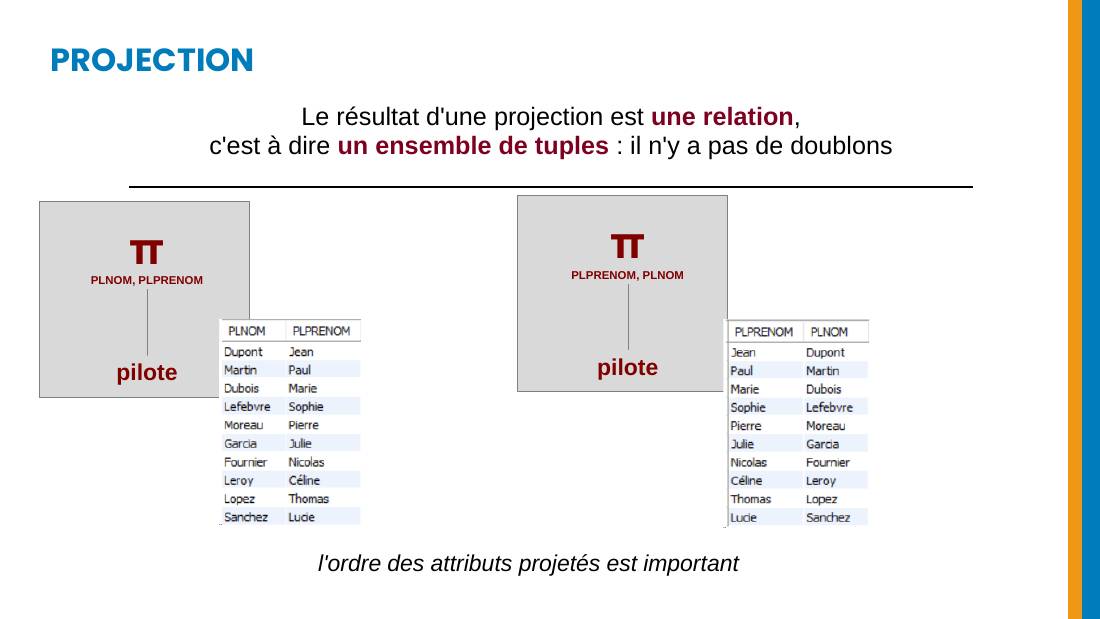 PROJECTION
Le résultat d'une projection est une relation,
c'est à dire un ensemble de tuples : il n'y a pas de doublons
π
PLNOM, PLPRENOM
pilote
PLNOM PLPRENOM
Dupont Jean
Martin Paul
Dubois Marie
Lefebvre Sophie
Moreau Pierre
Garcia Julie
Fournier Nicolas
Leroy Céline
Lopez Thomas
Sanchez Lucie
π
PLPRENOM, PLNOM
pilote
PLPRENOM PLNOM
Jean Dupont
Paul Martin
Marie Dubois
Sophie Lefebvre
Pierre Moreau
Julie Garcia
Nicolas Fournier
Céline Leroy
Thomas Lopez
Lucie Sanchez
l'ordre des attributs projetés est important